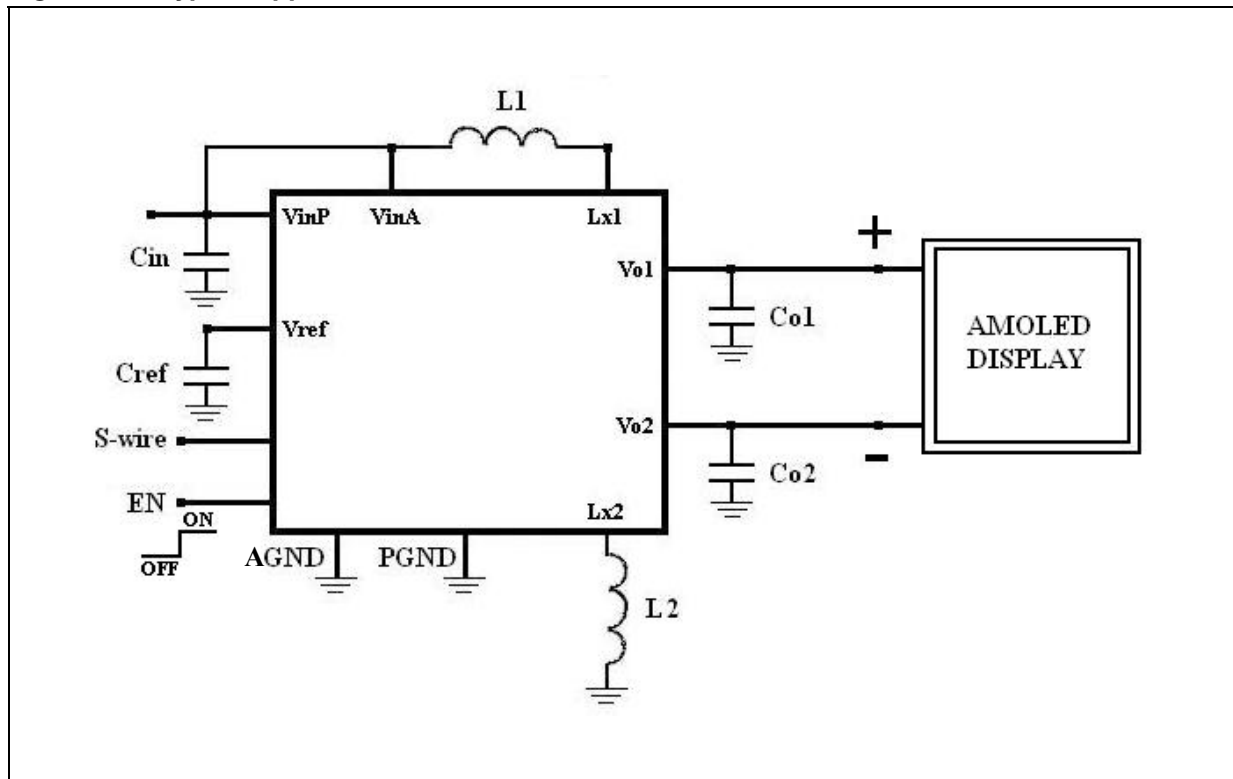 L1
VinP
VinA
Lx1
Cin
Vo1
+
Co1
AMOLED
DISPLAY
Vref
Cref
S-wire
Vo2
-
Co2
EN
ON
OFF
Lx2
AGND
PGND
L2